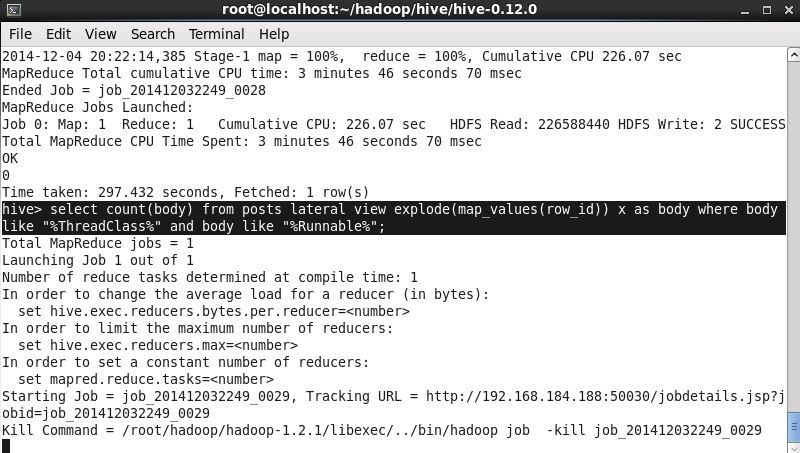 root@localhost:~/hadoop/hive/hive-0.12.0
File Edit View Search Terminal Help
2014-12-04 20:22:14,385 Stage-1 map = 100%,  reduce = 100%, Cumulative CPU 226.07 sec
MapReduce Total cumulative CPU time: 3 minutes 46 seconds 70 msec
Ended Job = job_201412032249_0028
MapReduce Jobs Launched:
Job 0: Map: 1  Reduce: 1   Cumulative CPU: 226.07 sec   HDFS Read: 226588440 HDFS Write: 2 SUCCESS
Total MapReduce CPU Time Spent: 3 minutes 46 seconds 70 msec
OK
0
Time taken: 297.432 seconds, Fetched: 1 row(s)
hive> select count(body) from posts lateral view explode(map_values(row_id)) x as body where body
like "%ThreadClass%" and body like "%Runnable%";
Total MapReduce jobs = 1
Launching Job 1 out of 1
Number of reduce tasks determined at compile time: 1
In order to change the average load for a reducer (in bytes):
  set hive.exec.reducers.bytes.per.reducer=<number>
In order to limit the maximum number of reducers:
  set hive.exec.reducers.max=<number>
In order to set a constant number of reducers:
  set mapred.reduce.tasks=<number>
Starting Job = job_201412032249_0029, Tracking URL = http://192.168.184.188:50030/jobdetails.jsp?j
obid=job_201412032249_0029
Kill Command = /root/hadoop/hadoop-1.2.1/libexec/../bin/hadoop job  -kill job_201412032249_0029